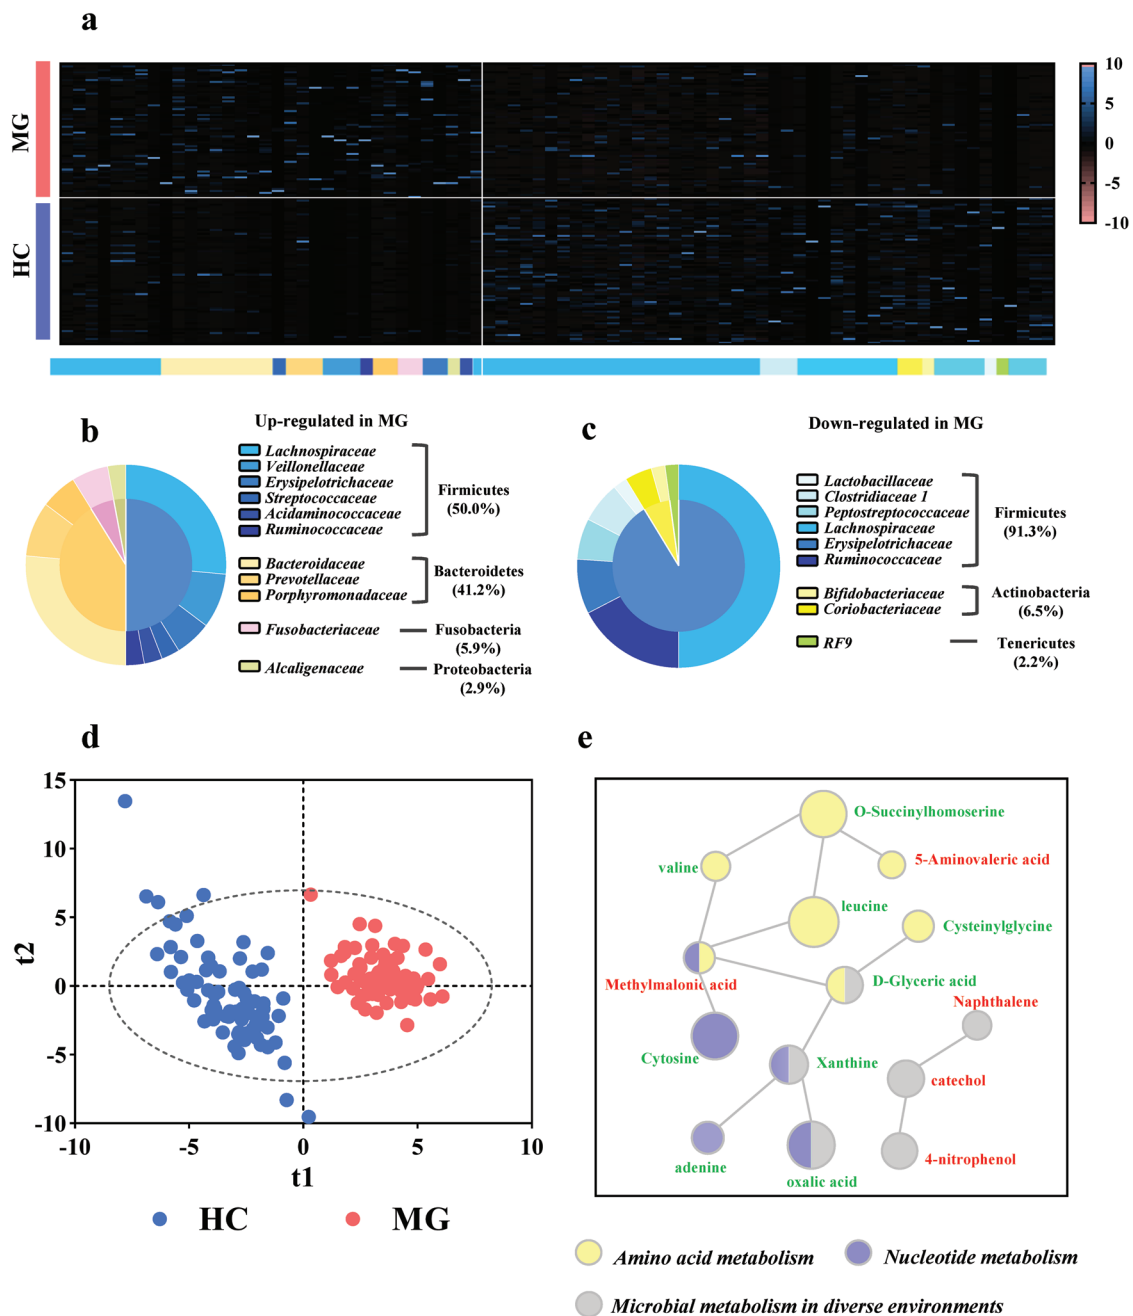 a
MG
HC
10
5
0
-5
-10
b
Up-regulated in MG
Lachnospiraceae
Veillonellaceae
Erysipelotrichaceae
Streptococcaceae
Acidaminococcaceae
Ruminococcaceae
Firmicutes
(50.0%)
Bacteroidaceae
Prevotellaceae
Porphyromonadaceae
Bacteroidetes
(41.2%)
Fusobacteriaceae
Fusobacteria
(5.9%)
Alcaligenaceae
Proteobacteria
(2.9%)
c
Down-regulated in MG
Lactobacillaceae
Clostridiaceae 1
Peptostreptococcaceae
Lachnospiraceae
Erysipelotrichaceae
Ruminococcaceae
Firmicutes
(91.3%)
Bifidobacteriaceae
Coriobacteriaceae
Actinobacteria
(6.5%)
RF9
Tenericutes
(2.2%)
d
15
10
5
0
-5
-10
t2
-10
-5
0
5
10
t1
HC
MG
e
O-Succinylhomoserine
valine
5-Aminovaleric acid
leucine
Cysteinylglycine
Methylmalonic acid
D-Glyceric acid
Naphthalene
Cytosine
Xanthine
catechol
adenine
4-nitrophenol
oxalic acid
Amino acid metabolism
Nucleotide metabolism
Microbial metabolism in diverse environments